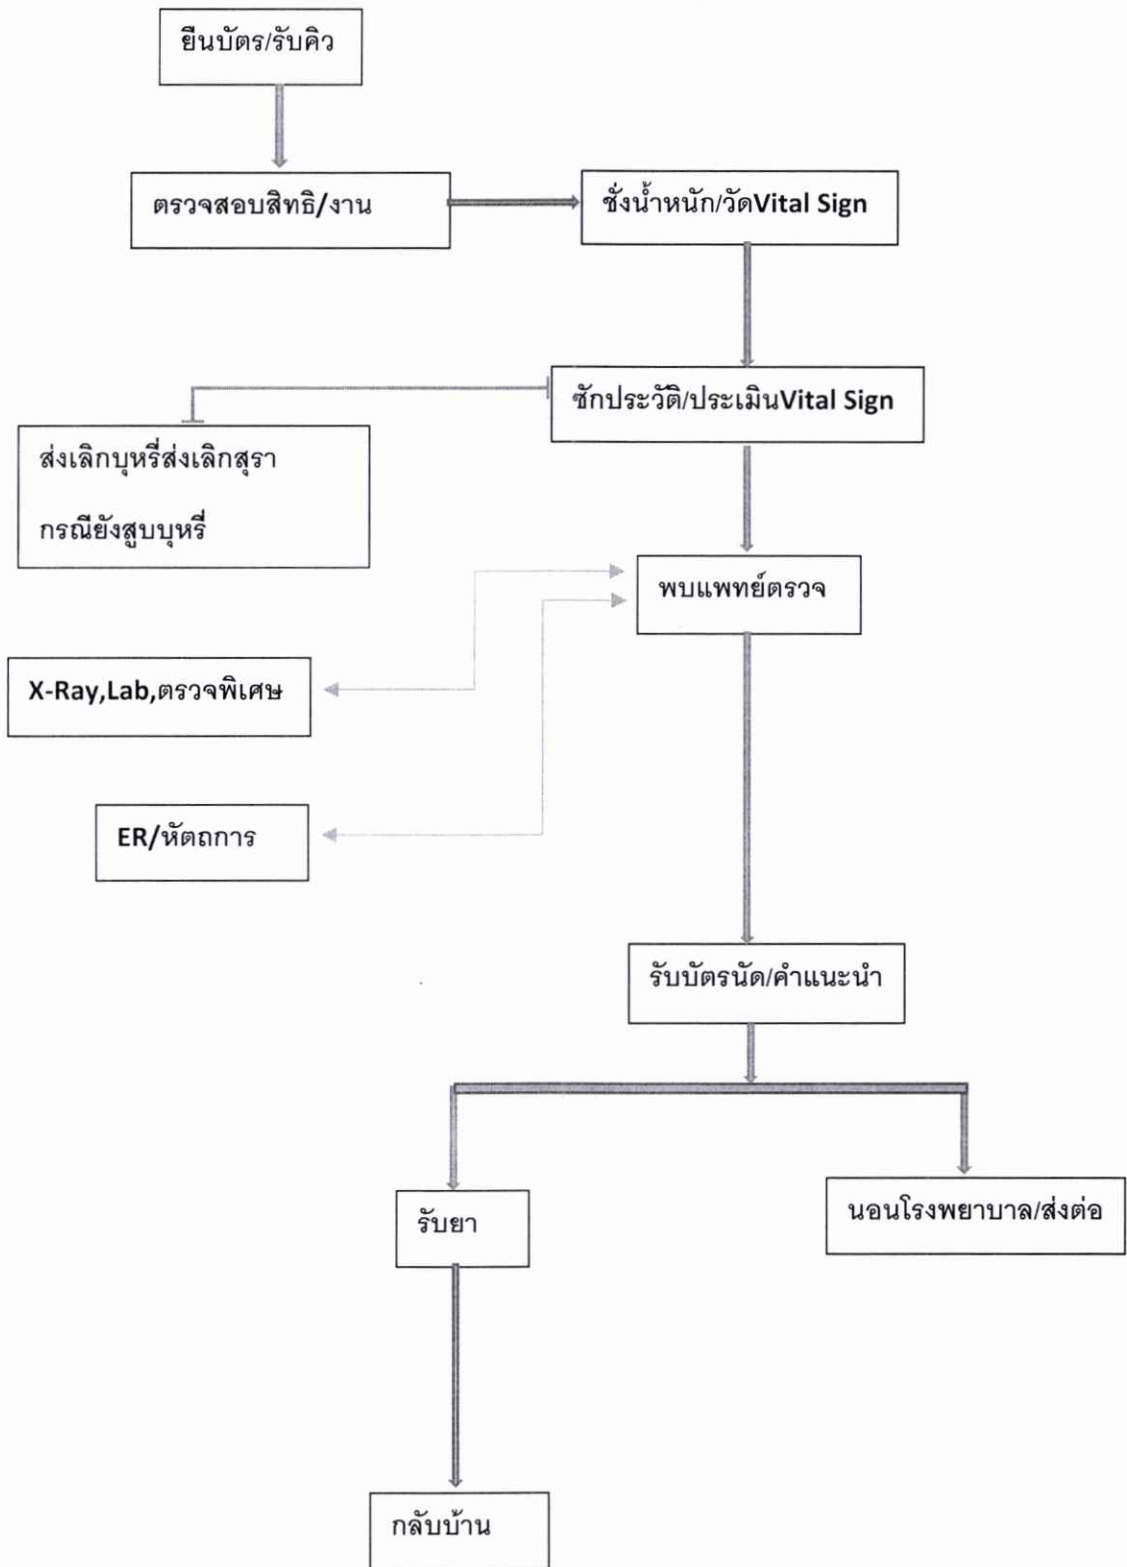 ยืนบัตร/รับคิว
ตรวจสอบสิทธิ/งาน
ชั่งน้ำหนัก/วัดVital Sign
ซักประวัติ/ประเมินVital Sign
ส่งเลิกบุหรี่ส่งเลิกสุรา
กรณียังสูบบุหรี่
พบแพทย์ตรวจ
X-Ray,Lab,ตรวจพิเศษ
ER/หัตถการ
รับบัตรนัด/คำแนะนำ
รับยา
นอนโรงพยาบาล/ส่งต่อ
กลับบ้าน